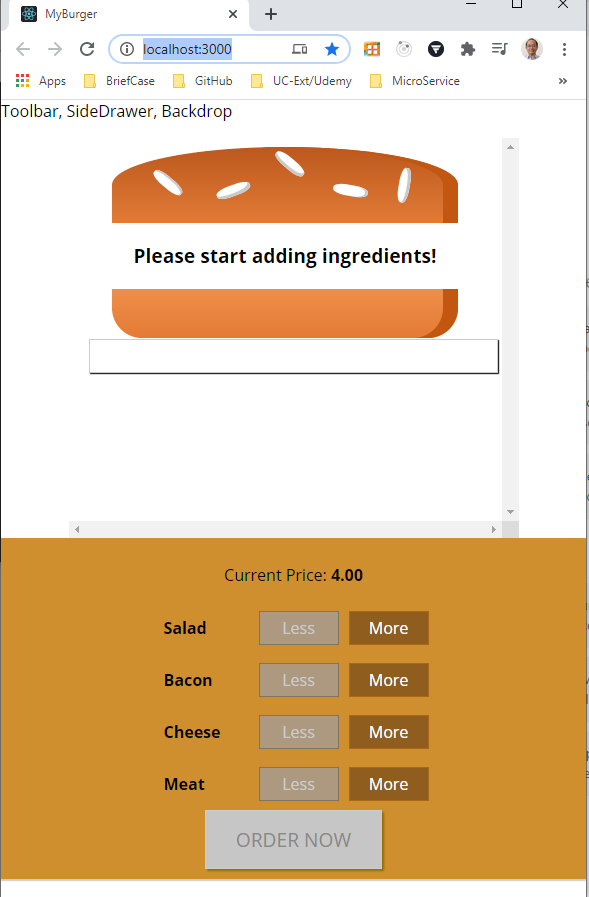 MyBurger
localhost:3000
Apps BriefCase GitHub UC-Ext/Udemy MicroService »
Toolbar, SideDrawer, Backdrop
Please start adding ingredients!
Current Price: 4.00
Salad Less More
Bacon Less More
Cheese Less More
Meat Less More
ORDER NOW